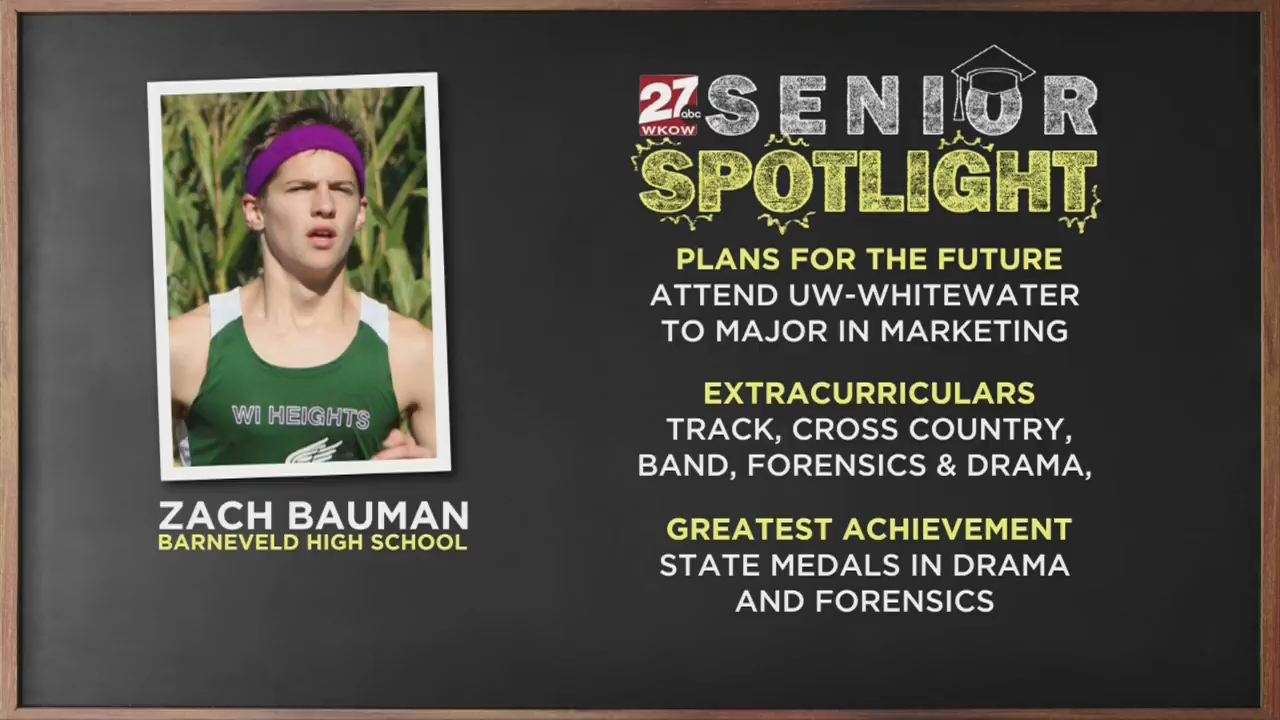 27 abc
WKOW
SENIOR
SPOTLIGHT
PLANS FOR THE FUTURE
ATTEND UW-WHITEWATER
TO MAJOR IN MARKETING
EXTRACURRICULARS
TRACK, CROSS COUNTRY,
BAND, FORENSICS & DRAMA,
GREATEST ACHIEVEMENT
STATE MEDALS IN DRAMA
AND FORENSICS
WI HEIGHTS
ZACH BAUMAN
BARNEVELD HIGH SCHOOL